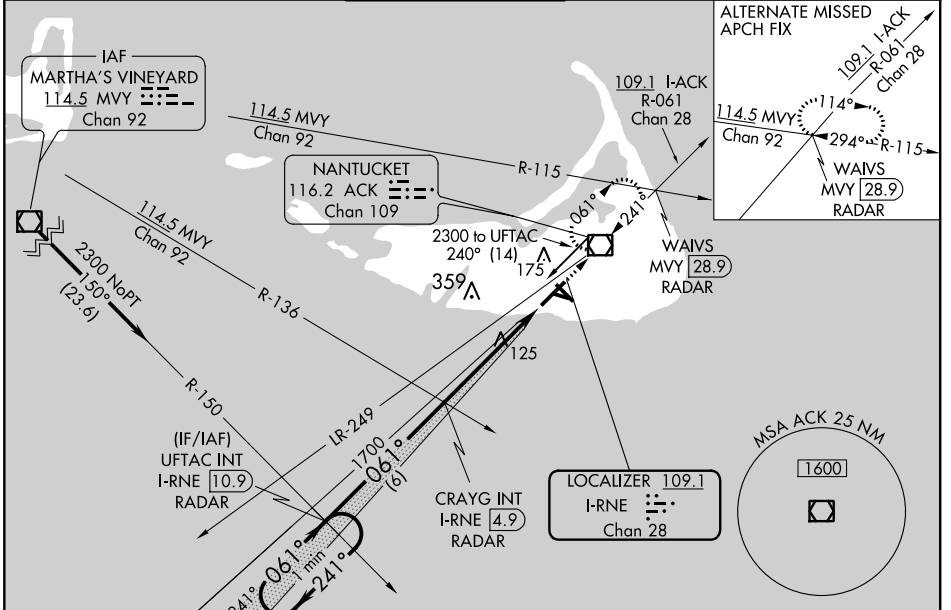 IAF
MARTHA'S VINEYARD
114.5 MVY
Chan 92
114.5 MVY
Chan 92
R-115
109.1 I-ACK
R-061
Chan 28
ALTERNATE MISSED
APCH FIX
109.1 I-ACK
R-061
Chan 28
114.5 MVY
Chan 92
114°
294°
R-115
WAIVS
MVY 28.9
RADAR
NANTUCKET
116.2 ACK
Chan 109
061°
241°
2300 to UFTAC
240° (14)
175
359
WAIVS
MVY 28.9
RADAR
114.5 MVY
Chan 92
R-136
2300 NoPT
150°
(23.6)
R-150
125
LR-249
1700
061°
(6)
(IF/IAF)
UFTAC INT
I-RNE 10.9
RADAR
CRAYG INT
I-RNE 4.9
RADAR
LOCALIZER 109.1
I-RNE
Chan 28
MSA ACK 25 NM
1600
061°
1 min
241°
241°